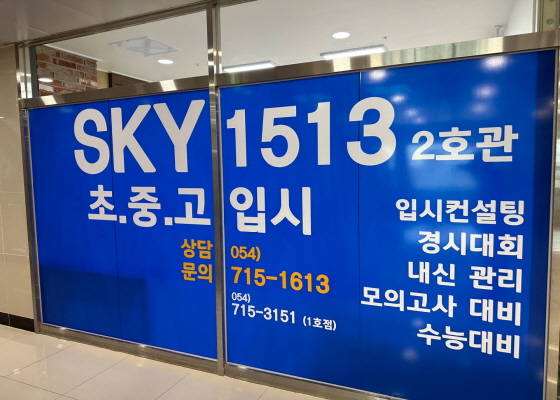 SKY 1513 2호관
초.중.고 입시
상담 054)
문의 715-1613
054)
715-3151 (1호점)
입시컨설팅
경시대회
내신 관리
모의고사 대비
수능대비